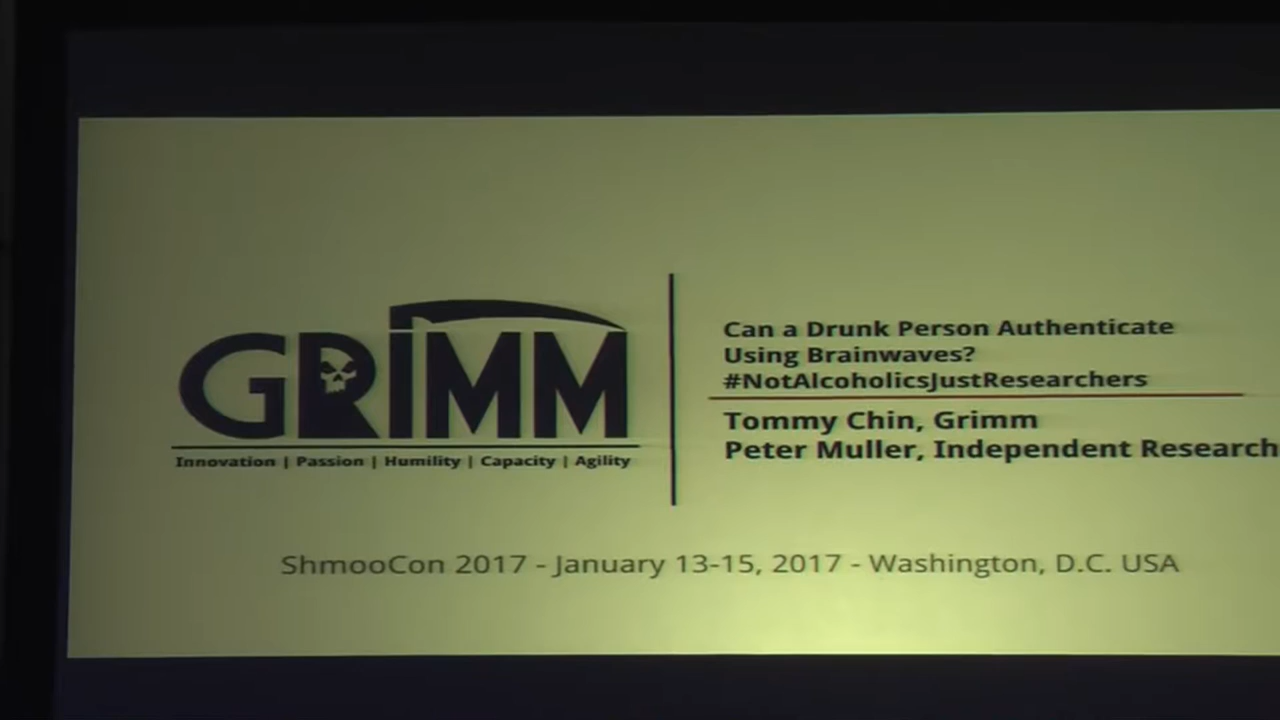 GRIMM
Innovation | Passion | Humility | Capacity | Agility
Can a Drunk Person Authenticate
Using Brainwaves?
#NotAlcoholicsJustResearchers
Tommy Chin, Grimm
Peter Muller, Independent Research
ShmooCon 2017 - January 13-15, 2017 - Washington, D.C. USA